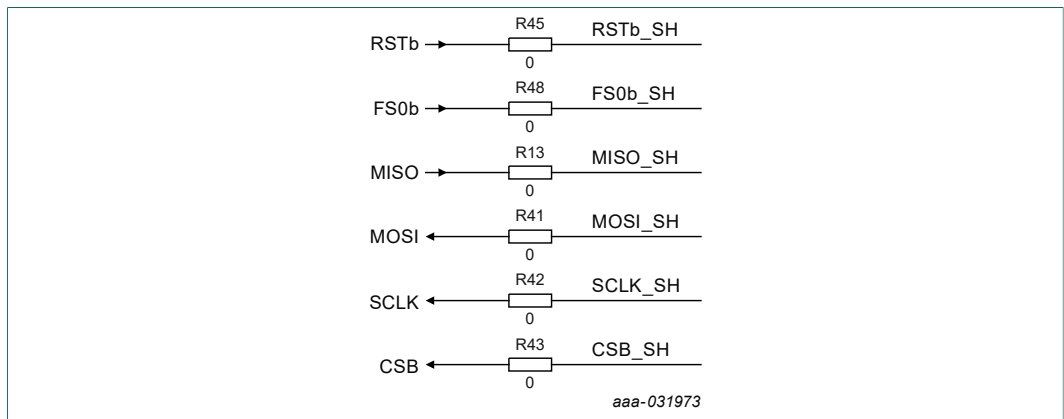 R45
RSTb RSTb_SH
0
R48
FS0b FS0b_SH
0
R13
MISO MISO_SH
0
R41
MOSI MOSI_SH
0
R42
SCLK SCLK_SH
0
R43
CSB CSB_SH
0
aaa-031973